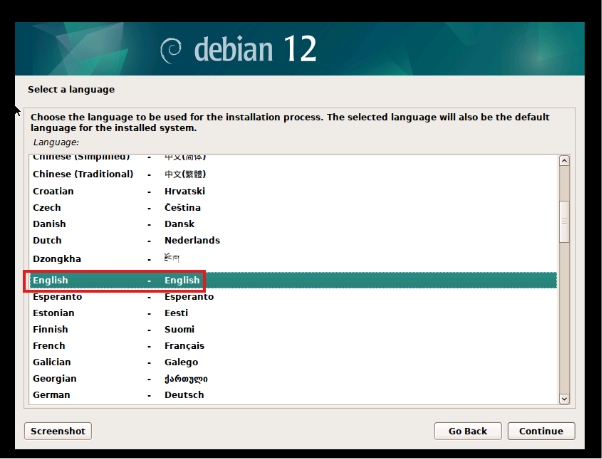 debian 12
Select a language
Choose the language to be used for the installation process. The selected language will also be the default
language for the installed system.
Language:
Chinese (Simplified) - 中文(简体)
Chinese (Traditional) - 中文(繁體)
Croatian - Hrvatski
Czech - Čeština
Danish - Dansk
Dutch - Nederlands
Dzongkha - རྫོང་ཁ།
English - English
Esperanto - Esperanto
Estonian - Eesti
Finnish - Suomi
French - Français
Galician - Galego
Georgian - ქართული
German - Deutsch
Screenshot Go Back Continue